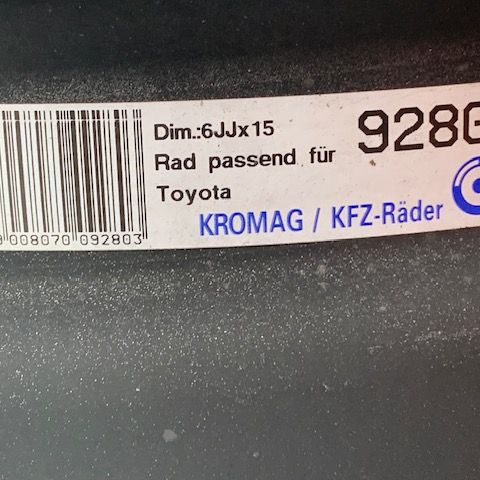 Dim.:6JJx15
Rad passend für
Toyota
KROMAG / KFZ-Räder
008070 092803